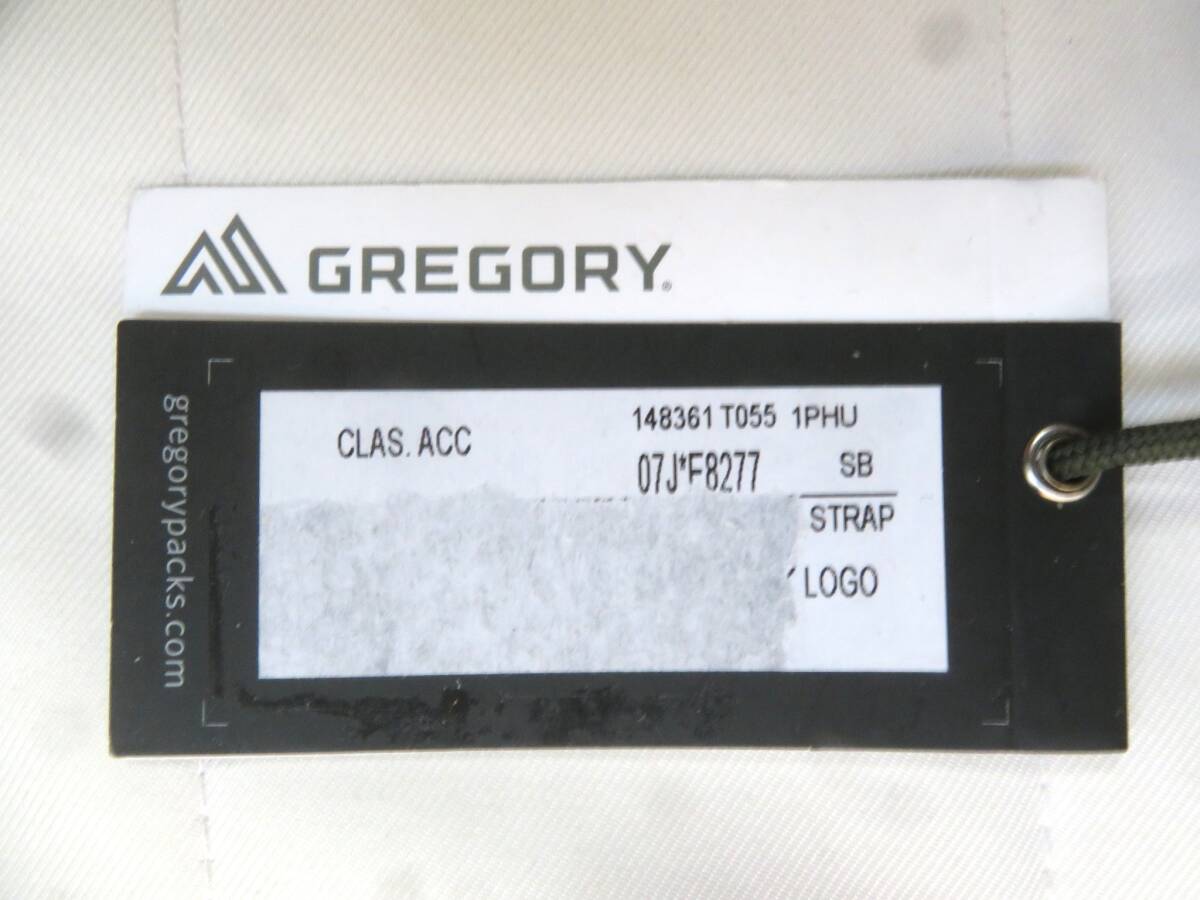 GREGORY®
gregorypacks.com
CLAS. ACC
148361 T055 1PHU
07J*F8277 SB
STRAP
LOGO